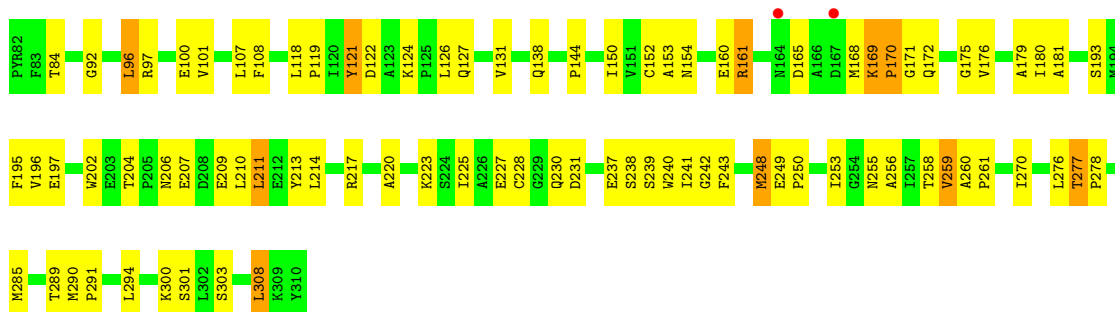 PYR82 F83 T84 G92 L96 R97 E100 V101 L107 F108 L118 P119 I120 Y121 D122 A123 K124 P125 L126 Q127 V131 Q138 P144 I150 V151 C152 A153 N154 E160 R161 N164 D165 A166 D167 M168 K169 P170 G171 Q172 G175 V176 A179 I180 A181 S193 M194
F195 V196 E197 W202 E203 T204 P205 N206 E207 D208 E209 L210 L211 E212 Y213 L214 R217 A220 K223 S224 I225 A226 E227 C228 G229 Q230 D231 E237 S238 S239 W240 I241 G242 F243 M248 E249 P250 I253 G254 N255 A256 I257 T258 V259 A260 P261 I270 L276 T277 P278
M285 T289 M290 P291 L294 K300 S301 L302 S303 L308 K309 Y310